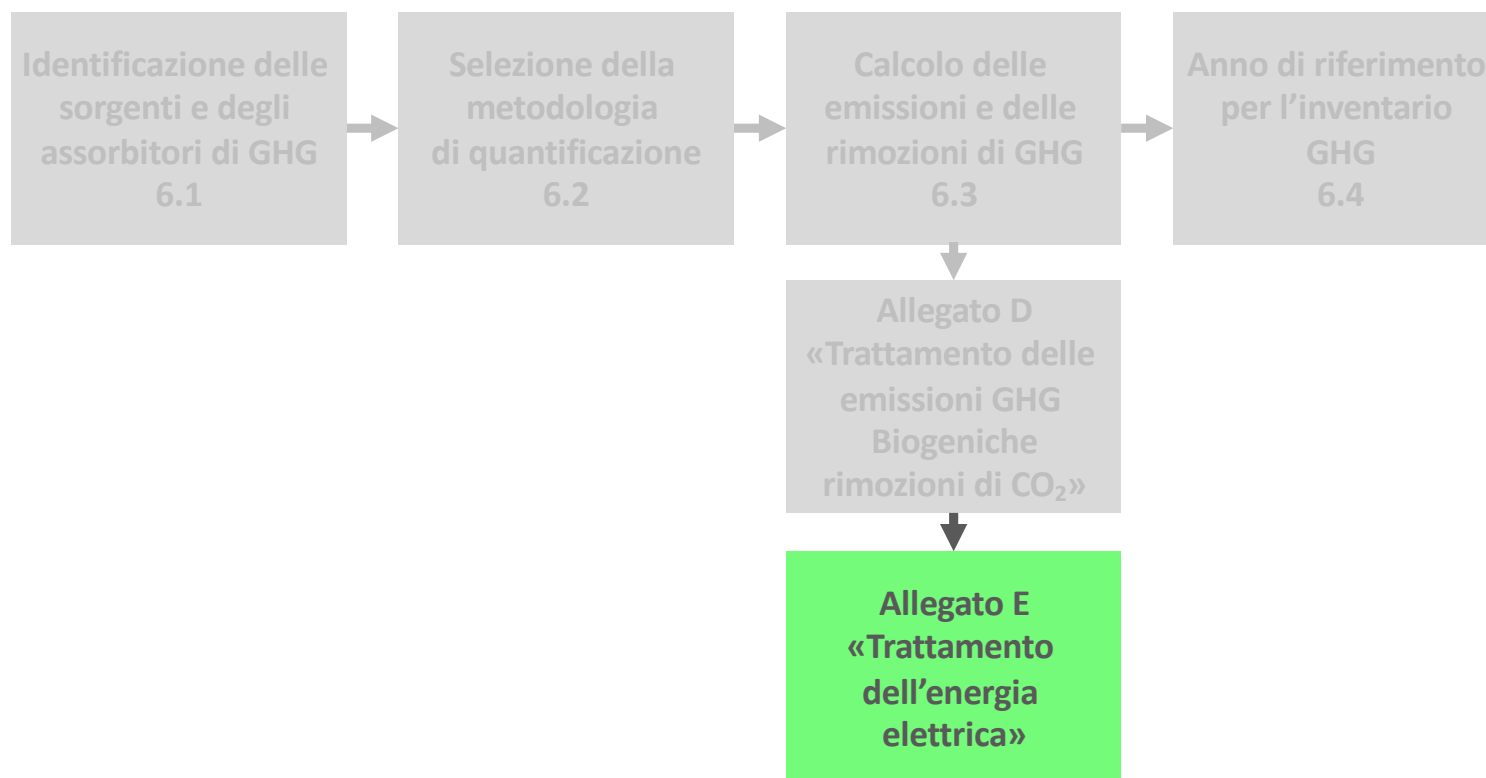 Identificazione delle
sorgenti e degli
assorbitori di GHG
6.1
Selezione della
metodologia
di quantificazione
6.2
Calcolo delle
emissioni e delle
rimozioni di GHG
6.3
Anno di riferimento
per l’inventario
GHG
6.4
Allegato D
«Trattamento delle
emissioni GHG
Biogeniche
rimozioni di CO₂»
Allegato E
«Trattamento
dell’energia
elettrica»